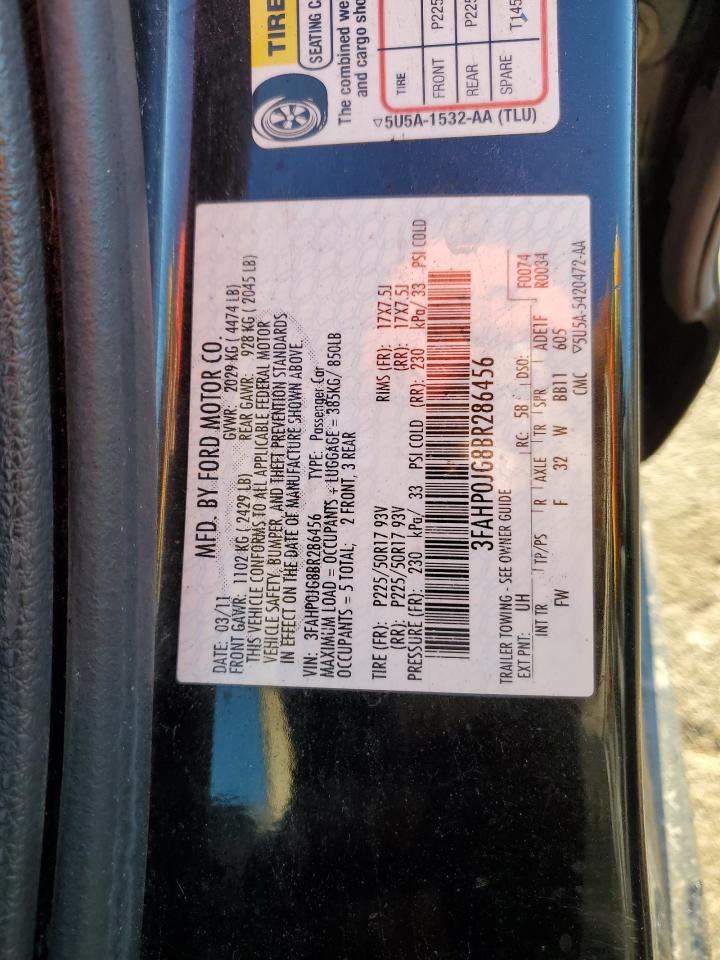 TIRE
SEATING C
The combined we
and cargo sho
TIRE
FRONT P225
REAR P225
SPARE T145
▽5U5A-1532-AA (TLU)
MFD. BY FORD MOTOR CO.
DATE: 03/11 GVWR: 2029 KG ( 4474 LB)
FRONT GAWR: 1102 KG ( 2429 LB) REAR GAWR: 928 KG ( 2045 LB)
THIS VEHICLE CONFORMS TO ALL APPLICABLE FEDERAL MOTOR
VEHICLE SAFETY, BUMPER, AND THEFT PREVENTION STANDARDS
IN EFFECT ON THE DATE OF MANUFACTURE SHOWN ABOVE.
VIN: 3FAHP0JG8BR286456 TYPE: Passenger Car
MAXIMUM LOAD = OCCUPANTS + LUGGAGE = 385KG/ 850LB
OCCUPANTS = 5 TOTAL: 2 FRONT, 3 REAR
TIRE (FR): P225/50R17 93V RIMS (FR): 17X7.5J
(RR): P225/50R17 93V (RR): 17X7.5J
PRESSURE (FR): 230 kPa/ 33 PSI COLD (RR): 230 kPa/ 33 PSI COLD
3FAHP0JG8BR286456
TRAILER TOWING - SEE OWNER GUIDE F0074
EXT PNT: UH RC: 58 DSO: R0034
INT TR TP/PS R AXLE TR SPR ADE1F
FW F 32 W BB11 605
CMC ▽5U5A-5420472-AA